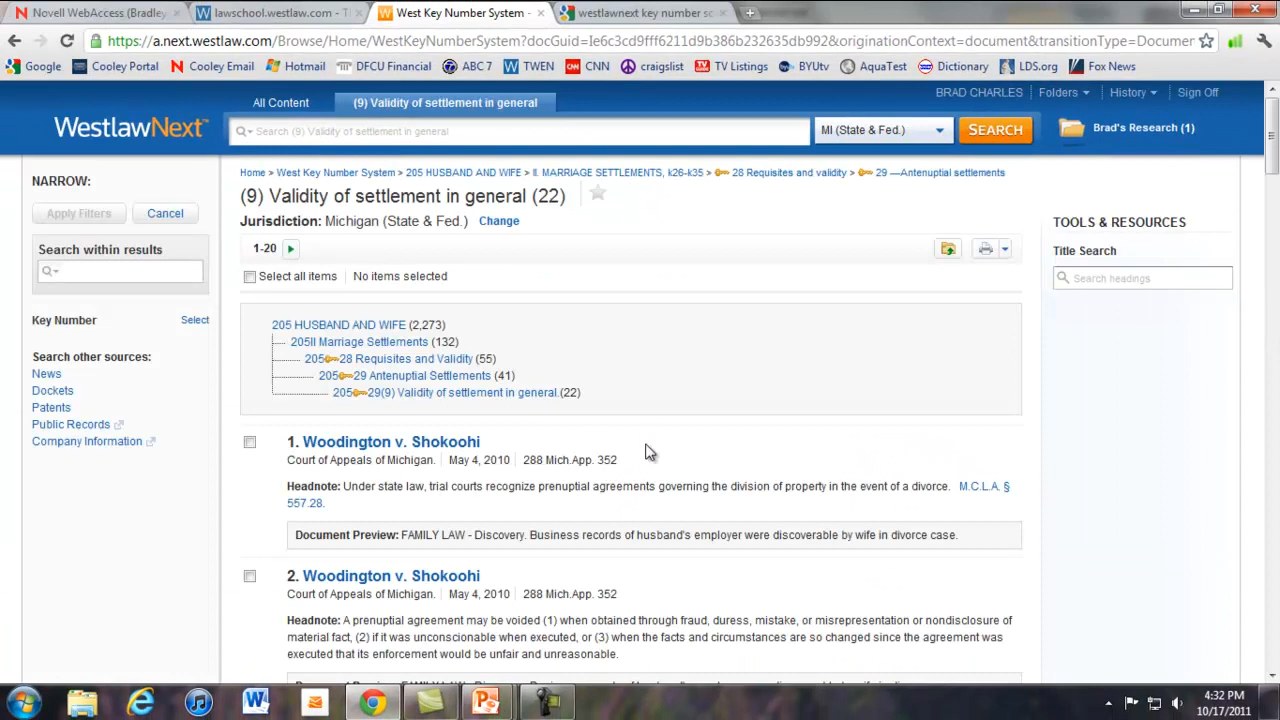 Novell WebAccess (Bradley
lawschool.westlaw.com - T
West Key Number System -
westlawnext key number sc
https://a.next.westlaw.com/Browse/Home/WestKeyNumberSystem?docGuid=Ie6c3cd9fff6211d9b386b232635db992&originationContext=document&transitionType=Documer
Google Cooley Portal Cooley Email Hotmail DFCU Financial ABC 7 TWEN CNN craigslist TV Listings BYUtv AquaTest Dictionary LDS.org Fox News
All Content (9) Validity of settlement in general BRAD CHARLES Folders History Sign Off
WestlawNext™ Search (9) Validity of settlement in general MI (State & Fed.) SEARCH Brad's Research (1)
Home > West Key Number System > 205 HUSBAND AND WIFE > II. MARRIAGE SETTLEMENTS, k26-k35 > 28 Requisites and validity > 29 —Antenuptial settlements
NARROW:
Apply Filters Cancel
Search within results
Key Number Select
Search other sources:
News
Dockets
Patents
Public Records
Company Information
(9) Validity of settlement in general (22)
Jurisdiction: Michigan (State & Fed.) Change
1-20
Select all items No items selected
205 HUSBAND AND WIFE (2,273)
205II Marriage Settlements (132)
205 28 Requisites and Validity (55)
205 29 Antenuptial Settlements (41)
205 29(9) Validity of settlement in general.(22)
1. Woodington v. Shokoohi
Court of Appeals of Michigan. May 4, 2010 288 Mich.App. 352
Headnote: Under state law, trial courts recognize prenuptial agreements governing the division of property in the event of a divorce. M.C.L.A. §
557.28.
Document Preview: FAMILY LAW - Discovery. Business records of husband's employer were discoverable by wife in divorce case.
2. Woodington v. Shokoohi
Court of Appeals of Michigan. May 4, 2010 288 Mich.App. 352
Headnote: A prenuptial agreement may be voided (1) when obtained through fraud, duress, mistake, or misrepresentation or nondisclosure of
material fact, (2) if it was unconscionable when executed, or (3) when the facts and circumstances are so changed since the agreement was
executed that its enforcement would be unfair and unreasonable.
TOOLS & RESOURCES
Title Search
Search headings
4:32 PM
10/17/2011